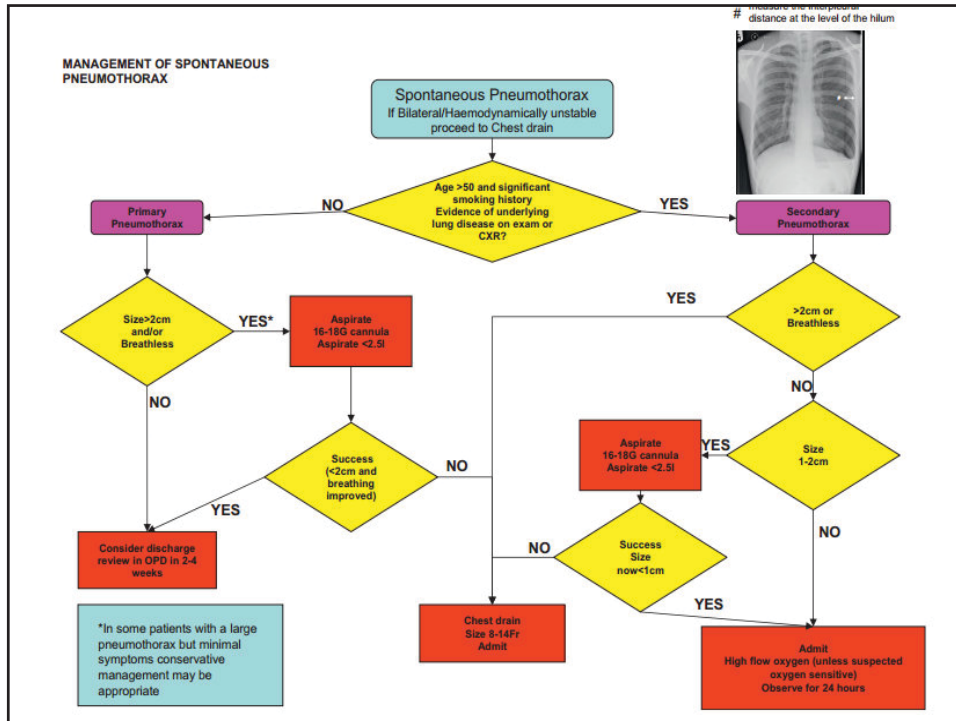 # measure the interpleural
distance at the level of the hilum
MANAGEMENT OF SPONTANEOUS
PNEUMOTHORAX
Spontaneous Pneumothorax
If Bilateral/Haemodynamically unstable
proceed to Chest drain
Age >50 and significant
smoking history
Evidence of underlying
lung disease on exam or
CXR?
NO
YES
Primary
Pneumothorax
Secondary
Pneumothorax
Size>2cm
and/or
Breathless
YES*
Aspirate
16-18G cannula
Aspirate <2.5l
YES
>2cm or
Breathless
NO
NO
Success
(<2cm and
breathing
improved)
YES
NO
Aspirate
16-18G cannula
Aspirate <2.5l
YES
Size
1-2cm
Consider discharge
review in OPD in 2-4
weeks
NO
Success
Size
now<1cm
NO
YES
*In some patients with a large
pneumothorax but minimal
symptoms conservative
management may be
appropriate
Chest drain
Size 8-14Fr
Admit
Admit
High flow oxygen (unless suspected
oxygen sensitive)
Observe for 24 hours